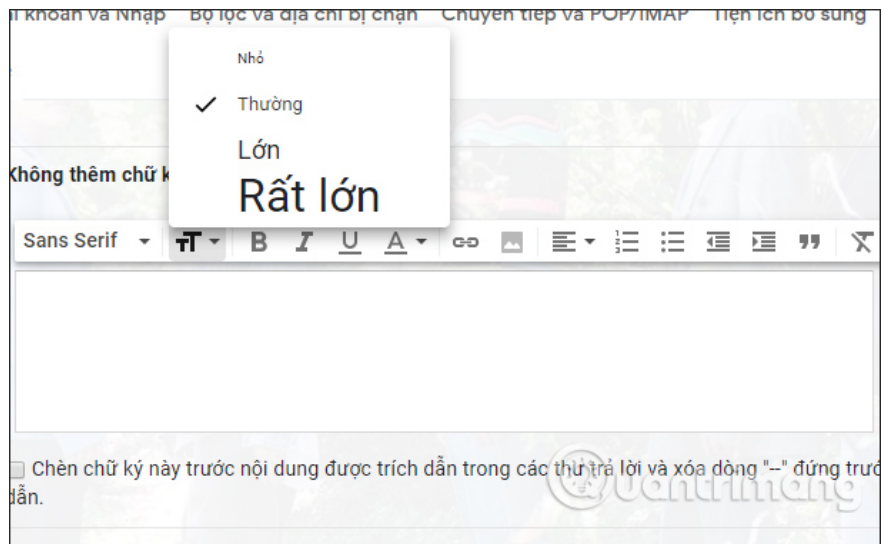 khoản và Nhập Bộ lọc và địa chỉ bị chặn Chuyển tiếp và POP/IMAP Tiện ích bổ sung
Nhỏ
Thường
Lớn
Rất lớn
Không thêm chữ k
Sans Serif
Chèn chữ ký này trước nội dung được trích dẫn trong các thư trả lời và xóa dòng "--" đứng trướ
dẫn.
Quantrimang